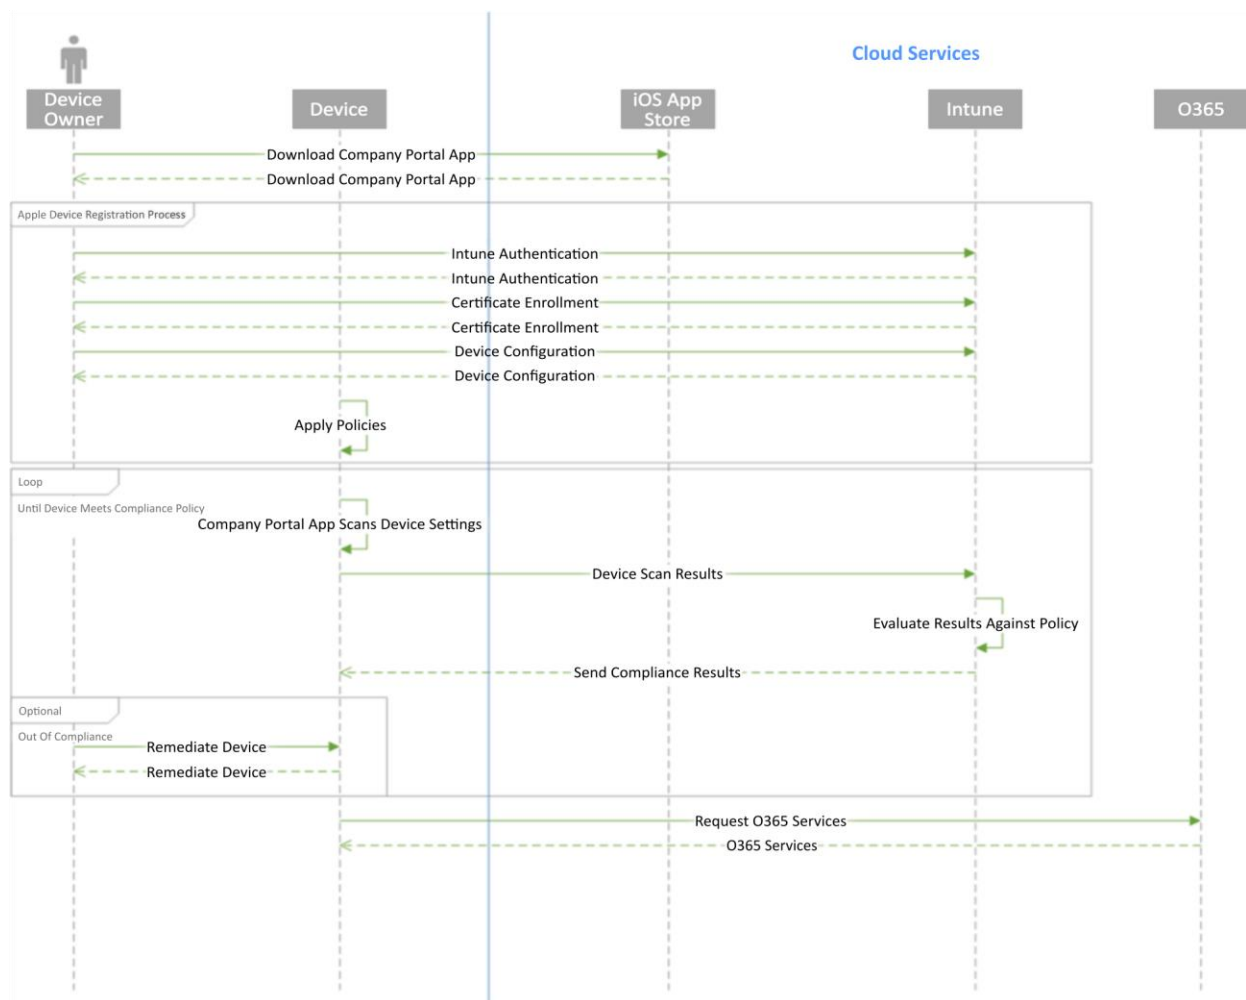 Cloud Services
Device
Owner
Device
iOS App
Store
Intune
O365
Download Company Portal App
Download Company Portal App
Apple Device Registration Process
Intune Authentication
Intune Authentication
Certificate Enrollment
Certificate Enrollment
Device Configuration
Device Configuration
Apply Policies
Loop
Until Device Meets Compliance Policy
Company Portal App Scans Device Settings
Device Scan Results
Evaluate Results Against Policy
Send Compliance Results
Optional
Out Of Compliance
Remediate Device
Remediate Device
Request O365 Services
O365 Services